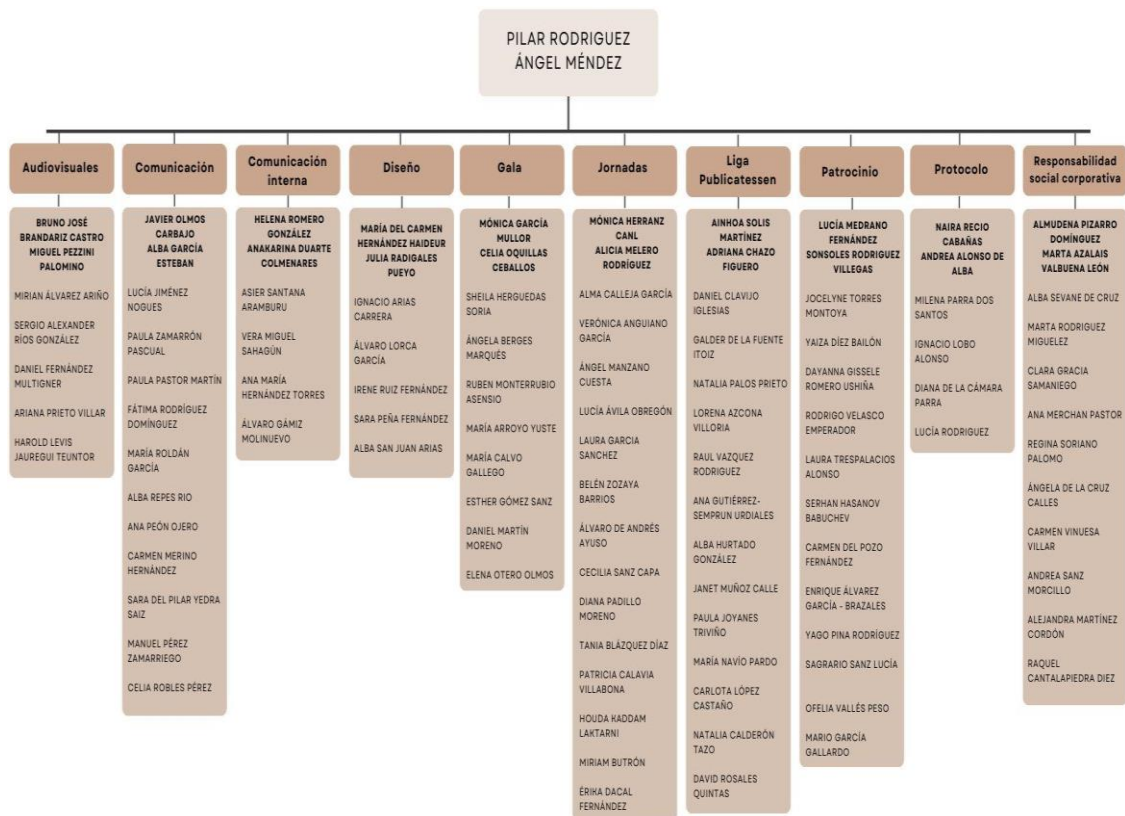 PILAR RODRIGUEZ
ÁNGEL MÉNDEZ
Audiovisuales
BRUNO JOSÉ
BRANDARIZ CASTRO
MIGUEL PEZZINI
PALOMINO
MIRIAN ÁLVAREZ ARIÑO
SERGIO ALEXANDER
RÍOS GONZÁLEZ
DANIEL FERNÁNDEZ
MULTIGNER
ARIANA PRIETO VILLAR
HAROLD LEVIS
JAUREGUI TEUNTOR
Comunicación
JAVIER OLMOS
CARBAJO
ALBA GARCÍA
ESTEBAN
LUCÍA JIMÉNEZ
NOGUES
PAULA ZAMARRÓN
PASCUAL
PAULA PASTOR MARTÍN
FÁTIMA RODRÍGUEZ
DOMÍNGUEZ
MARÍA ROLDÁN
GARCÍA
ALBA REPES RIO
ANA PEÓN OJERO
CARMEN MERINO
HERNÁNDEZ
SARA DEL PILAR YEDRA
SAIZ
MANUEL PÉREZ
ZAMARRIEGO
CELIA ROBLES PÉREZ
Comunicación
interna
HELENA ROMERO
GONZÁLEZ
ANAKARINA DUARTE
COLMENARES
ASIER SANTANA
ARAMBURU
VERA MIGUEL
SAHAGÚN
ANA MARÍA
HERNÁNDEZ TORRES
ÁLVARO GÁMIZ
MOLINUEVO
Diseño
MARÍA DEL CARMEN
HERNÁNDEZ HAIDEUR
JULIA RADIGALES
PUEYO
IGNACIO ARIAS
CARRERA
ÁLVARO LORCA
GARCÍA
IRENE RUIZ FERNÁNDEZ
SARA PEÑA FERNÁNDEZ
ALBA SAN JUAN ARIAS
Gala
MÓNICA GARCÍA
MULLOR
CELIA OQUILLAS
CEBALLOS
SHEILA HERGUEDAS
SORIA
ÁNGELA BERGES
MARQUÉS
RUBEN MONTERRUBIO
ASENSIO
MARÍA ARROYO YUSTE
MARÍA CALVO
GALLEGO
ESTHER GÓMEZ SANZ
DANIEL MARTÍN
MORENO
ELENA OTERO OLMOS
Jornadas
MÓNICA HERRANZ
CANL
ALICIA MELERO
RODRÍGUEZ
ALMA CALLEJA GARCÍA
VERÓNICA ANGUIANO
GARCÍA
ÁNGEL MANZANO
CUESTA
LUCÍA ÁVILA OBREGÓN
LAURA GARCIA
SANCHEZ
BELÉN ZOZAYA
BARRIOS
ÁLVARO DE ANDRÉS
AYUSO
CECILIA SANZ CAPA
DIANA PADILLO
MORENO
TANIA BLÁZQUEZ DÍAZ
PATRICIA CALAVIA
VILLABONA
HOUDA KADDAM
LAKTARNI
MIRIAM BUTRÓN
ÉRIKA DACAL
FERNÁNDEZ
Liga
Publicatessen
AINHOA SOLIS
MARTÍNEZ
ADRIANA CHAZO
FIGUERO
DANIEL CLAVIJO
IGLESIAS
GALDER DE LA FUENTE
ITOIZ
NATALIA PALOS PRIETO
LORENA AZCONA
VILLORIA
RAUL VAZQUEZ
RODRIGUEZ
ANA GUTIÉRREZ-
SEMPRUN URDIALES
ALBA HURTADO
GONZÁLEZ
JANET MUÑOZ CALLE
PAULA JOYANES
TRIVIÑO
MARÍA NAVÍO PARDO
CARLOTA LÓPEZ
CASTAÑO
NATALIA CALDERÓN
TAZO
DAVID ROSALES
QUINTAS
Patrocinio
LUCÍA MEDRANO
FERNÁNDEZ
SONSOLES RODRIGUEZ
VILLEGAS
JOCELYNE TORRES
MONTOYA
YAIZA DÍEZ BAILÓN
DAYANNA GISSELE
ROMERO USHIÑA
RODRIGO VELASCO
EMPERADOR
LAURA TRESPALACIOS
ALONSO
SERHAN HASANOV
BABUCHEV
CARMEN DEL POZO
FERNÁNDEZ
ENRIQUE ÁLVAREZ
GARCÍA - BRAZALES
YAGO PINA RODRÍGUEZ
SAGRARIO SANZ LUCÍA
OFELIA VALLÉS PESO
MARIO GARCÍA
GALLARDO
Protocolo
NAIRA RECIO
CABAÑAS
ANDREA ALONSO DE
ALBA
MILENA PARRA DOS
SANTOS
IGNACIO LOBO
ALONSO
DIANA DE LA CÁMARA
PARRA
LUCÍA RODRIGUEZ
Responsabilidad
social corporativa
ALMUDENA PIZARRO
DOMÍNGUEZ
MARTA AZALAIS
VALBUENA LEÓN
ALBA SEVANE DE CRUZ
MARTA RODRIGUEZ
MIGUELEZ
CLARA GRACIA
SAMANIEGO
ANA MERCHAN PASTOR
REGINA SORIANO
PALOMO
ÁNGELA DE LA CRUZ
CALLES
CARMEN VINUESA
VILLAR
ANDREA SANZ
MORCILLO
ALEJANDRA MARTÍNEZ
CORDÓN
RAQUEL
CANTALAPIEDRA DIEZ